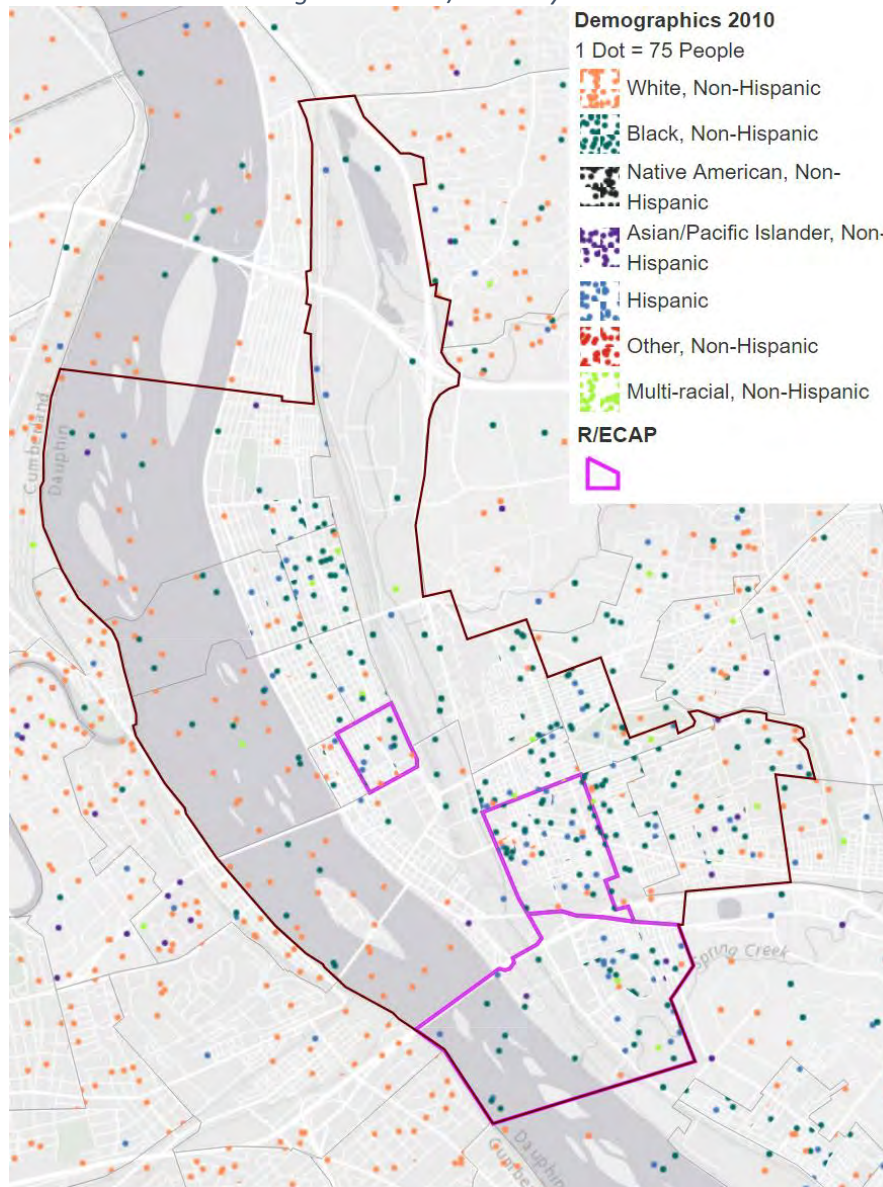 Demographics 2010
1 Dot = 75 People
White, Non-Hispanic
Black, Non-Hispanic
Native American, Non-
Hispanic
Asian/Pacific Islander, Non-
Hispanic
Hispanic
Other, Non-Hispanic
Multi-racial, Non-Hispanic
R/ECAP
Cumberland
Dauphin
Spring Creek
Dauphin